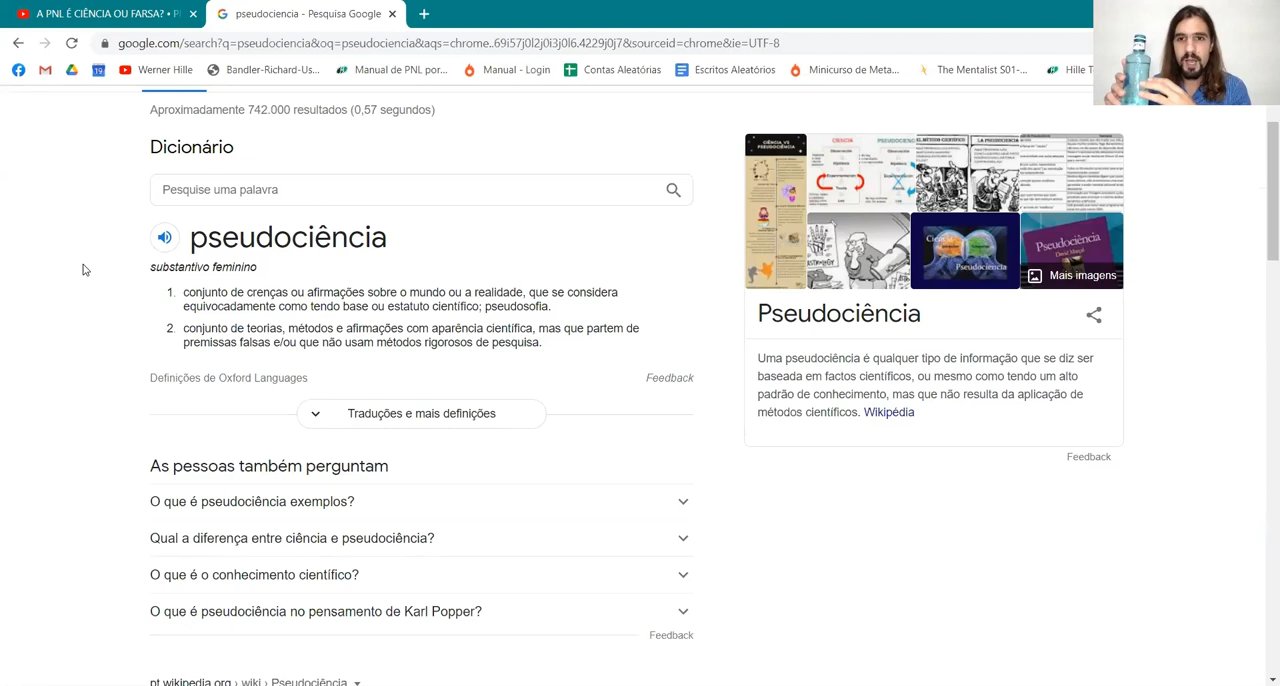 A PNL É CIÊNCIA OU FARSA? • P
pseudociencia - Pesquisa Google
google.com/search?q=pseudociencia&oq=pseudociencia&aqs=chrome..69i57j0l2j0i3j0l6.4229j0j7&sourceid=chrome&ie=UTF-8
Werner Hille
Bandler-Richard-Us...
Manual de PNL por...
Manual - Login
Contas Aleatórias
Escritos Aleatórios
Minicurso de Meta...
The Mentalist S01-...
Hille T
Aproximadamente 742.000 resultados (0,57 segundos)
Dicionário
Pesquise uma palavra
pseudociência
substantivo feminino
1. conjunto de crenças ou afirmações sobre o mundo ou a realidade, que se considera
equivocadamente como tendo base ou estatuto científico; pseudosofia.
2. conjunto de teorias, métodos e afirmações com aparência científica, mas que partem de
premissas falsas e/ou que não usam métodos rigorosos de pesquisa.
Definições de Oxford Languages
Feedback
Traduções e mais definições
As pessoas também perguntam
O que é pseudociência exemplos?
Qual a diferença entre ciência e pseudociência?
O que é o conhecimento científico?
O que é pseudociência no pensamento de Karl Popper?
Feedback
pt.wikipedia.org › wiki › Pseudociência
CIÊNCIA VS
PSEUDOCIÊNCIA
CIENCIA
Ciência
Pseudociência
Pseudociência
David Marçal
Mais imagens
Pseudociência
Uma pseudociência é qualquer tipo de informação que se diz ser
baseada em factos científicos, ou mesmo como tendo um alto
padrão de conhecimento, mas que não resulta da aplicação de
métodos científicos. Wikipédia
Feedback